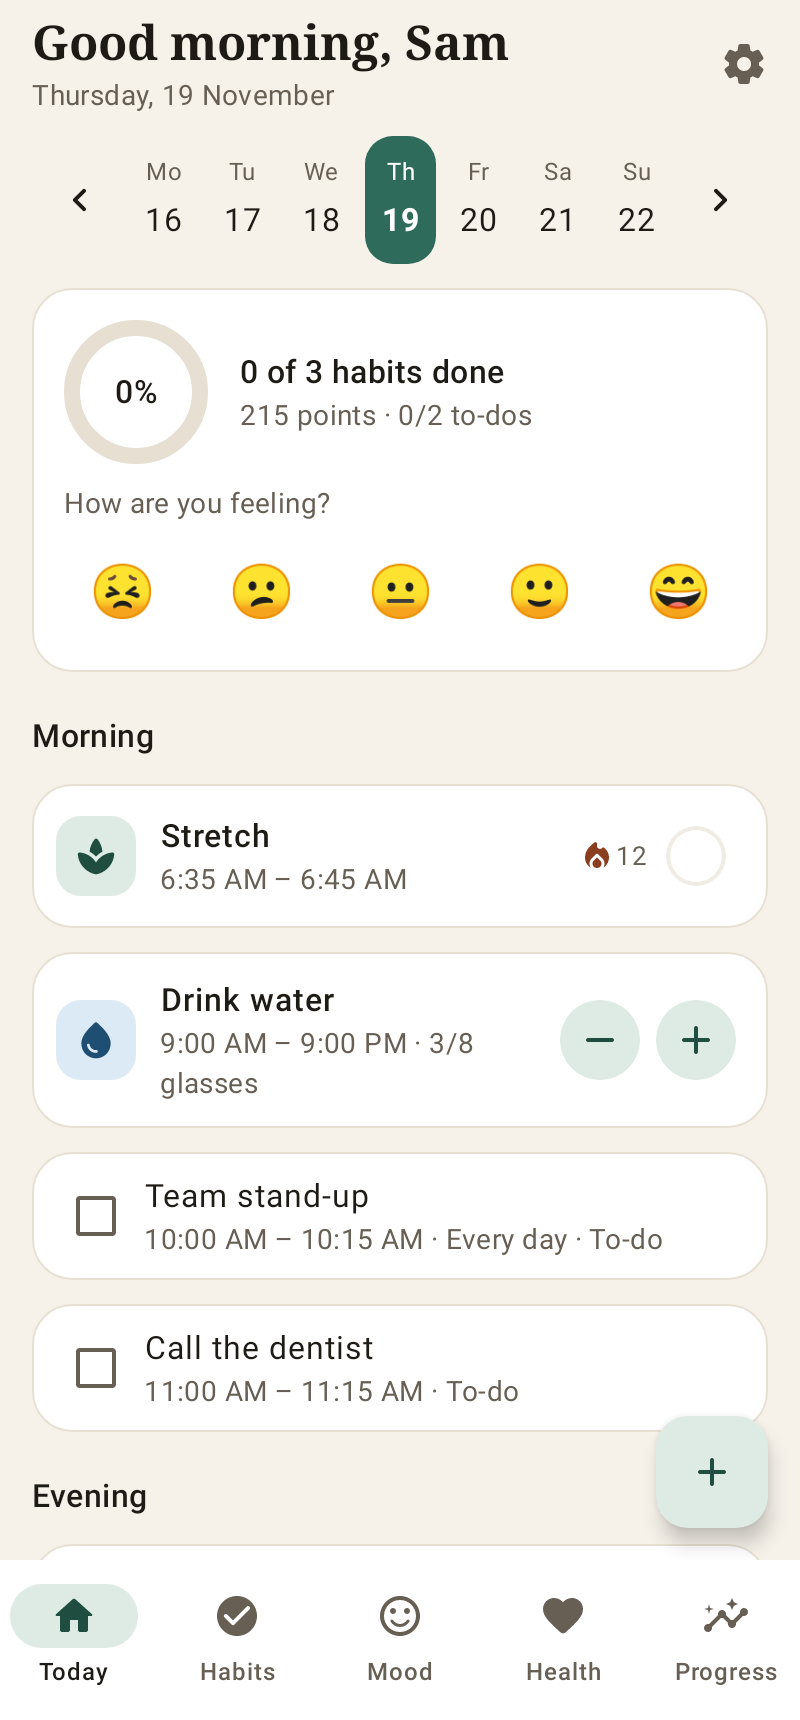 Good morning, Sam
Thursday, 19 November
Mo Tu We Th Fr Sa Su
16 17 18 19 20 21 22
0%
0 of 3 habits done
215 points · 0/2 to-dos
How are you feeling?
Morning
Stretch
6:35 AM – 6:45 AM
12
Drink water
9:00 AM – 9:00 PM · 3/8
glasses
Team stand-up
10:00 AM – 10:15 AM · Every day · To-do
Call the dentist
11:00 AM – 11:15 AM · To-do
Evening
Today Habits Mood Health Progress